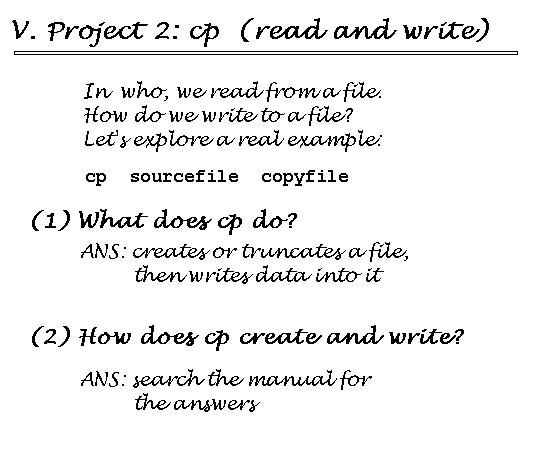 V. Project 2: cp (read and write)
In who, we read from a file.
How do we write to a file?
Let's explore a real example:
cp sourcefile copyfile
(1) What does cp do?
ANS: creates or truncates a file,
then writes data into it
(2) How does cp create and write?
ANS: search the manual for
the answers